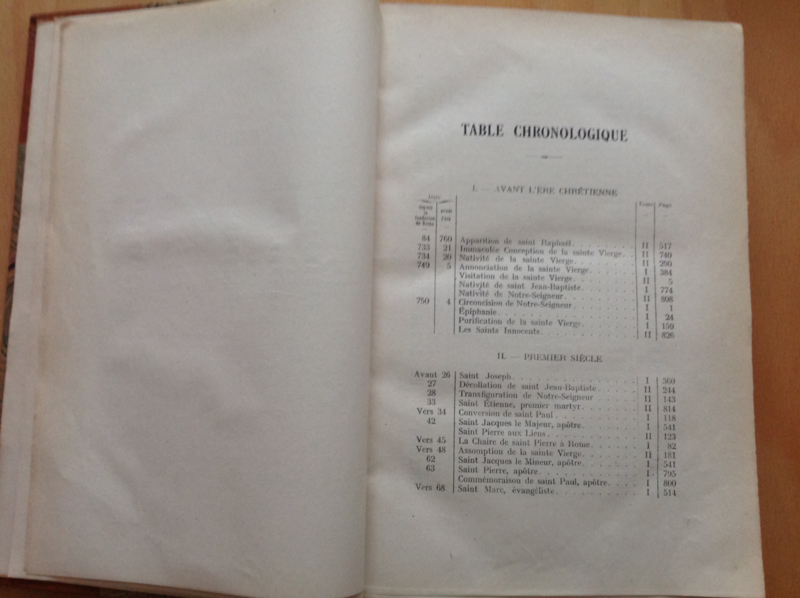 TABLE CHRONOLOGIQUE
I. — AVANT L'ÈRE CHRÉTIENNE
Tome Page
depuis la fondation de Rome
avant
84 760 Apparition de saint Raphaël. II 517
733 21 Immaculée Conception de la sainte Vierge. II 740
734 20 Nativité de la sainte Vierge. II 290
749 5 Annonciation de la sainte Vierge. I 384
Visitation de la sainte Vierge. II 5
Nativité de saint Jean-Baptiste. I 774
Nativité de Notre-Seigneur. II 808
750 4 Circoncision de Notre-Seigneur. I 1
Épiphanie. I 24
Purification de la sainte Vierge. I 159
Les Saints Innocents. II 826
II. — PREMIER SIÈCLE
Avant 26 Saint Joseph. I 360
27 Décollation de saint Jean-Baptiste. II 244
28 Transfiguration de Notre-Seigneur II 143
33 Saint Étienne, premier martyr. II 814
Vers 34 Conversion de saint Paul. I 118
42 Saint Jacques le Majeur, apôtre. I 541
Saint Pierre aux Liens. II 123
Vers 45 La Chaire de saint Pierre à Rome. I 82
Vers 48 Assomption de la sainte Vierge. II 181
62 Saint Jacques le Mineur, apôtre. I 541
63 Saint Pierre, apôtre. I 795
Commémoraison de saint Paul, apôtre. I 800
Vers 68 Saint Marc, évangéliste. I 514